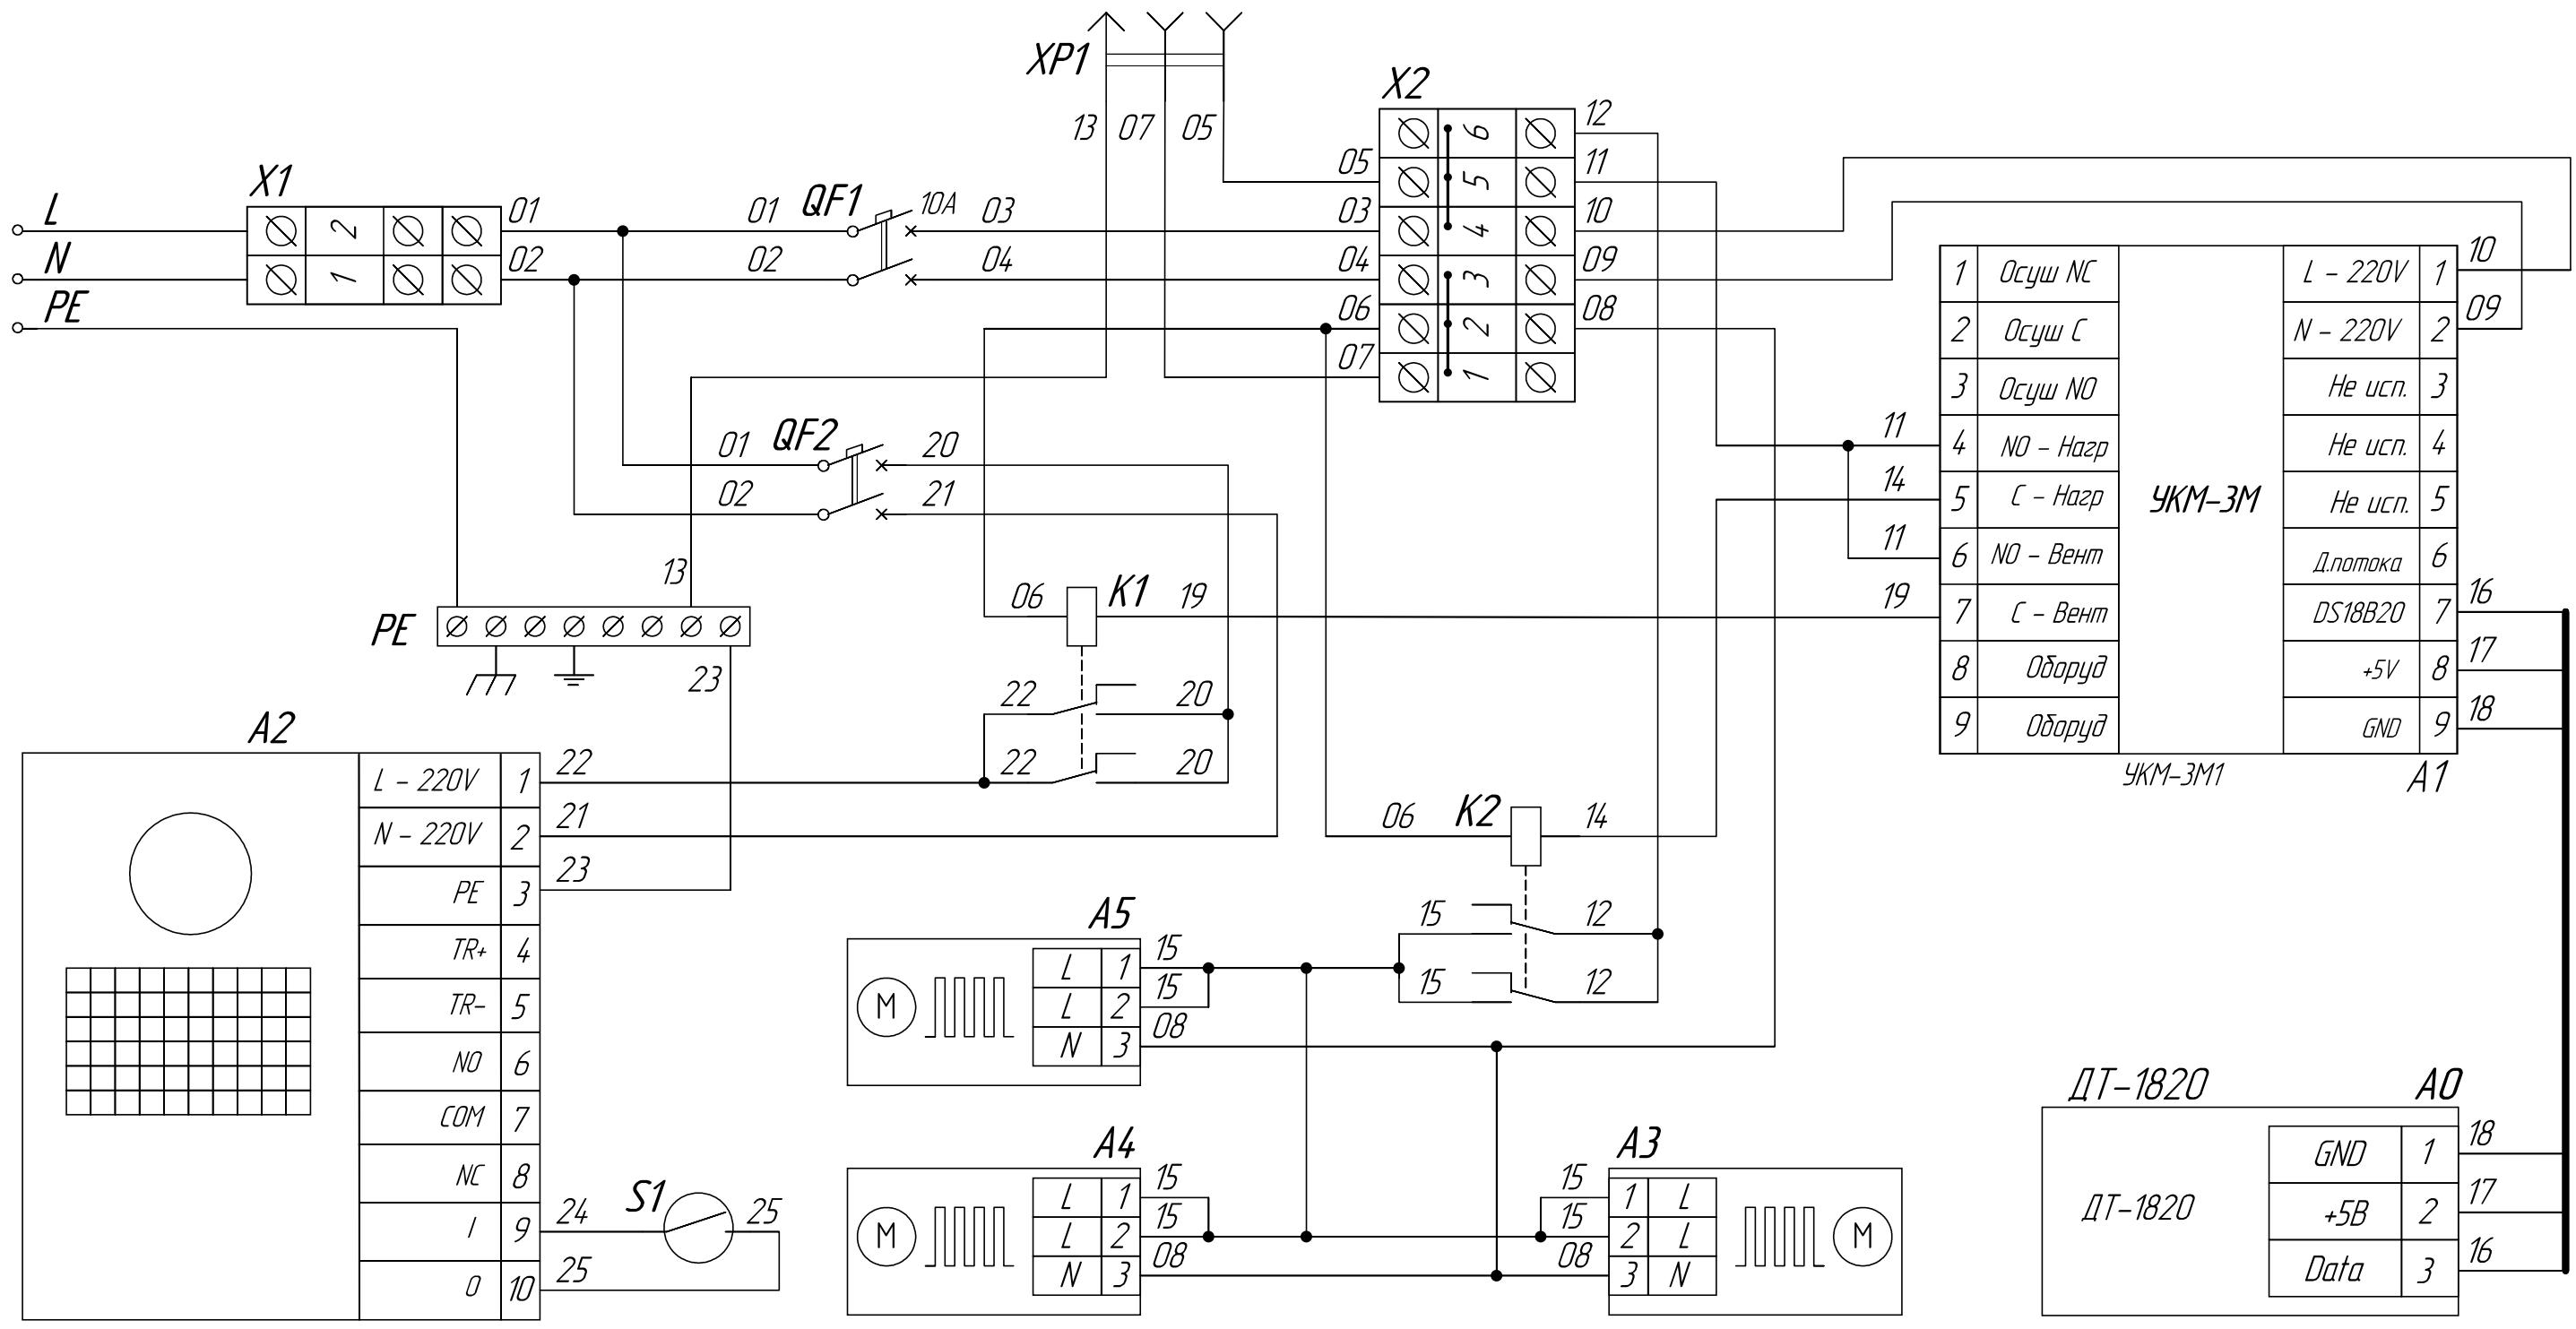 XP1
13 07 05
X2
12
05 6
11
5
L
X1
2
01 01 QF1 10А 03 03 4 10
N
1
02 02 04 04 3 09
PE
06 2 08
07 1
01 QF2 20
02 21
13
PE
23
06 K1 19
22 20
22 20
1 Осуш NC
2 Осуш С
3 Осуш NO
11 4 NO - Нагр
14 5 С - Нагр
11 6 NO - Вент
19 7 С - Вент
8 Оборуд
9 Оборуд
УКМ-3М
L - 220V 1 10
N - 220V 2 09
Не исп. 3
Не исп. 4
Не исп. 5
Д.потока 6
DS18B20 7 16
+5V 8 17
GND 9 18
УКМ-3М1
A1
A2
L - 220V 1 22
N - 220V 2 21
PE 3 23
TR+ 4
TR- 5
NO 6
COM 7
NC 8
I 9 24 S1 25
0 10 25
06 K2 14
15 12
15 12
A5
M
L 1 15
L 2 15
N 3 08
A4
M
L 1 15
L 2 15
N 3 08
A3
15 1 L
15 2 L
08 3 N
M
ДТ-1820 A0
ДТ-1820
GND 1 18
+5В 2 17
Data 3 16